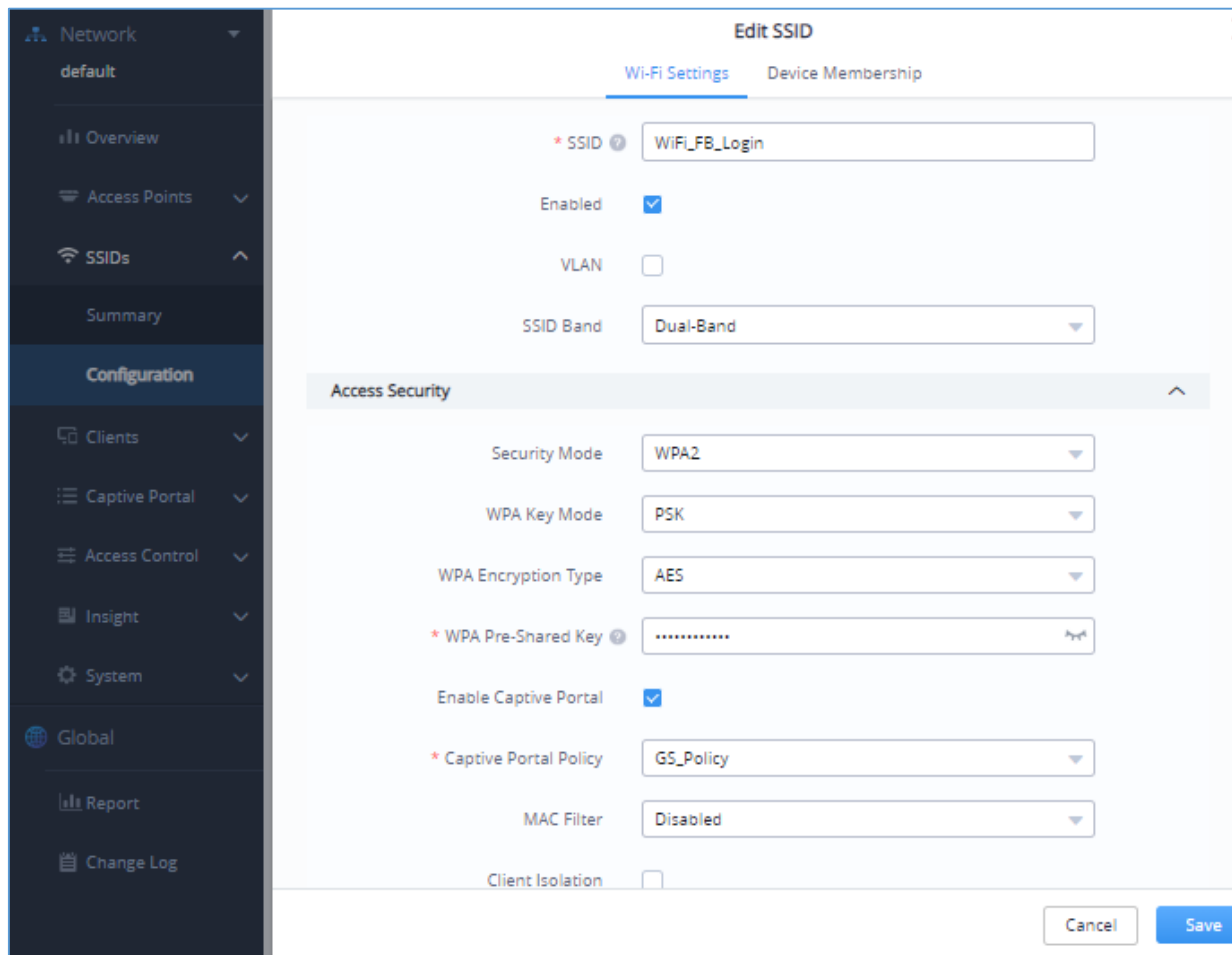 Network
default
Overview
Access Points
SSIDs
Summary
Configuration
Clients
Captive Portal
Access Control
Insight
System
Global
Report
Change Log
Edit SSID
Wi-Fi Settings Device Membership
* SSID ? WiFi_FB_Login
Enabled
VLAN
SSID Band Dual-Band
Access Security
Security Mode WPA2
WPA Key Mode PSK
WPA Encryption Type AES
* WPA Pre-Shared Key ? ••••••••••••
Enable Captive Portal
* Captive Portal Policy GS_Policy
MAC Filter Disabled
Client Isolation
Cancel Save